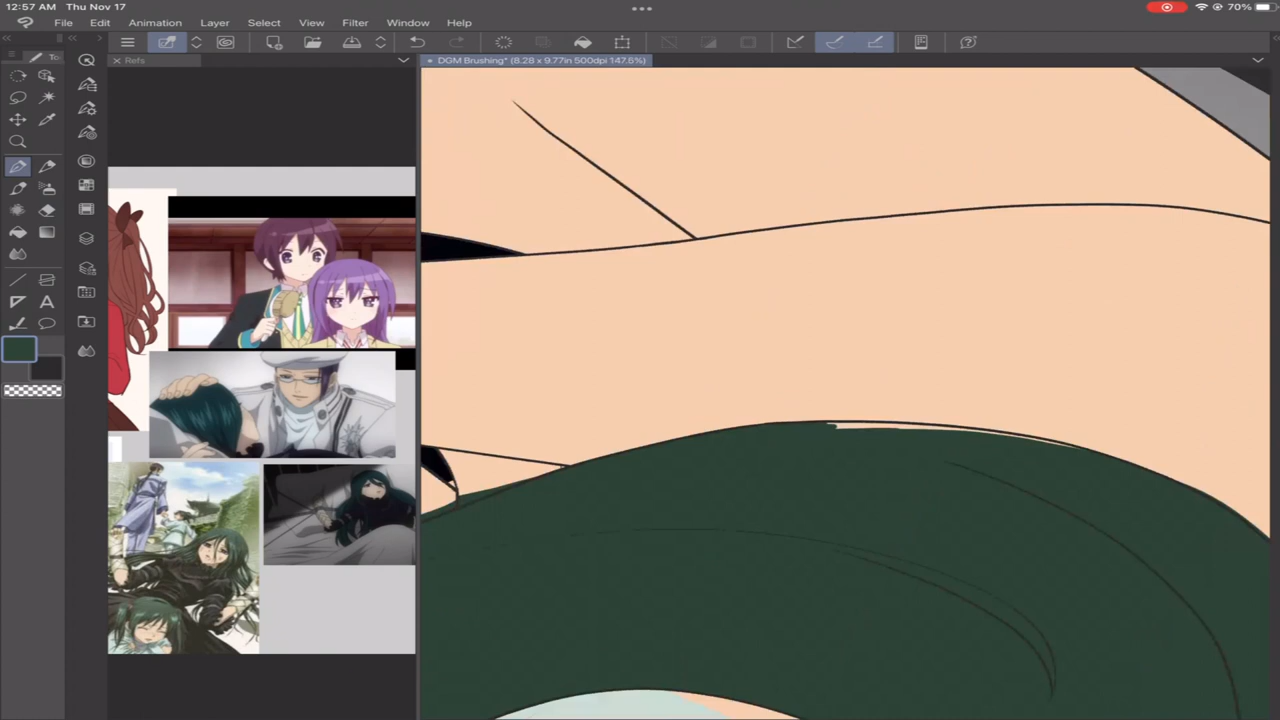 12:57 AM Thu Nov 17
70%
File Edit Animation Layer Select View Filter Window Help
To
Refs
DGM Brushing* (8.28 x 9.77in 500dpi 147.6%)